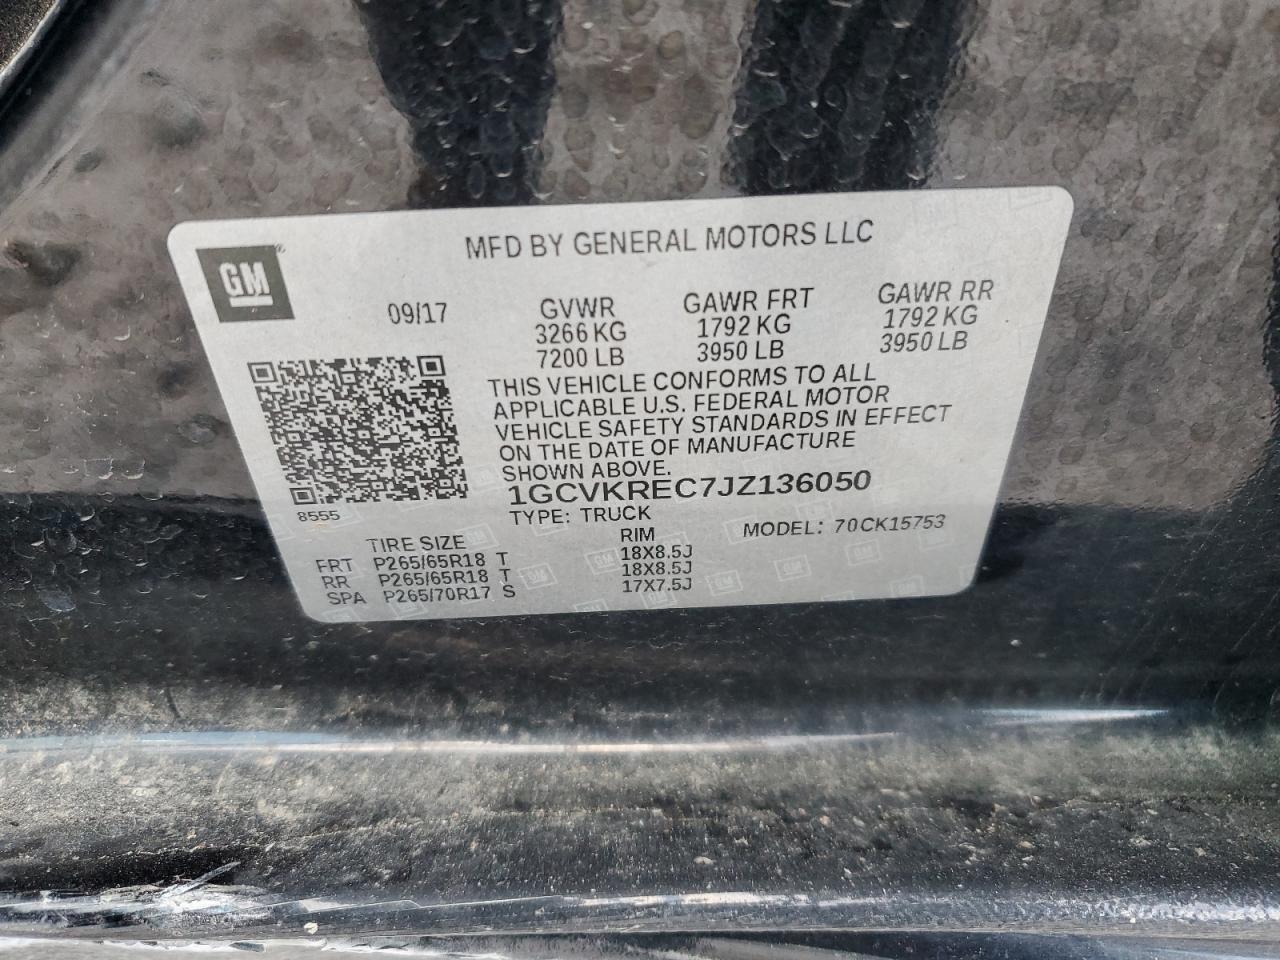 MFD BY GENERAL MOTORS LLC
GM
09/17
GVWR
3266 KG
7200 LB
GAWR FRT
1792 KG
3950 LB
GAWR RR
1792 KG
3950 LB
THIS VEHICLE CONFORMS TO ALL
APPLICABLE U.S. FEDERAL MOTOR
VEHICLE SAFETY STANDARDS IN EFFECT
ON THE DATE OF MANUFACTURE
SHOWN ABOVE.
1GCVKREC7JZ136050
8555
TYPE: TRUCK
MODEL: 70CK15753
TIRE SIZE RIM
FRT P265/65R18 T 18X8.5J
RR P265/65R18 T 18X8.5J
SPA P265/70R17 S 17X7.5J